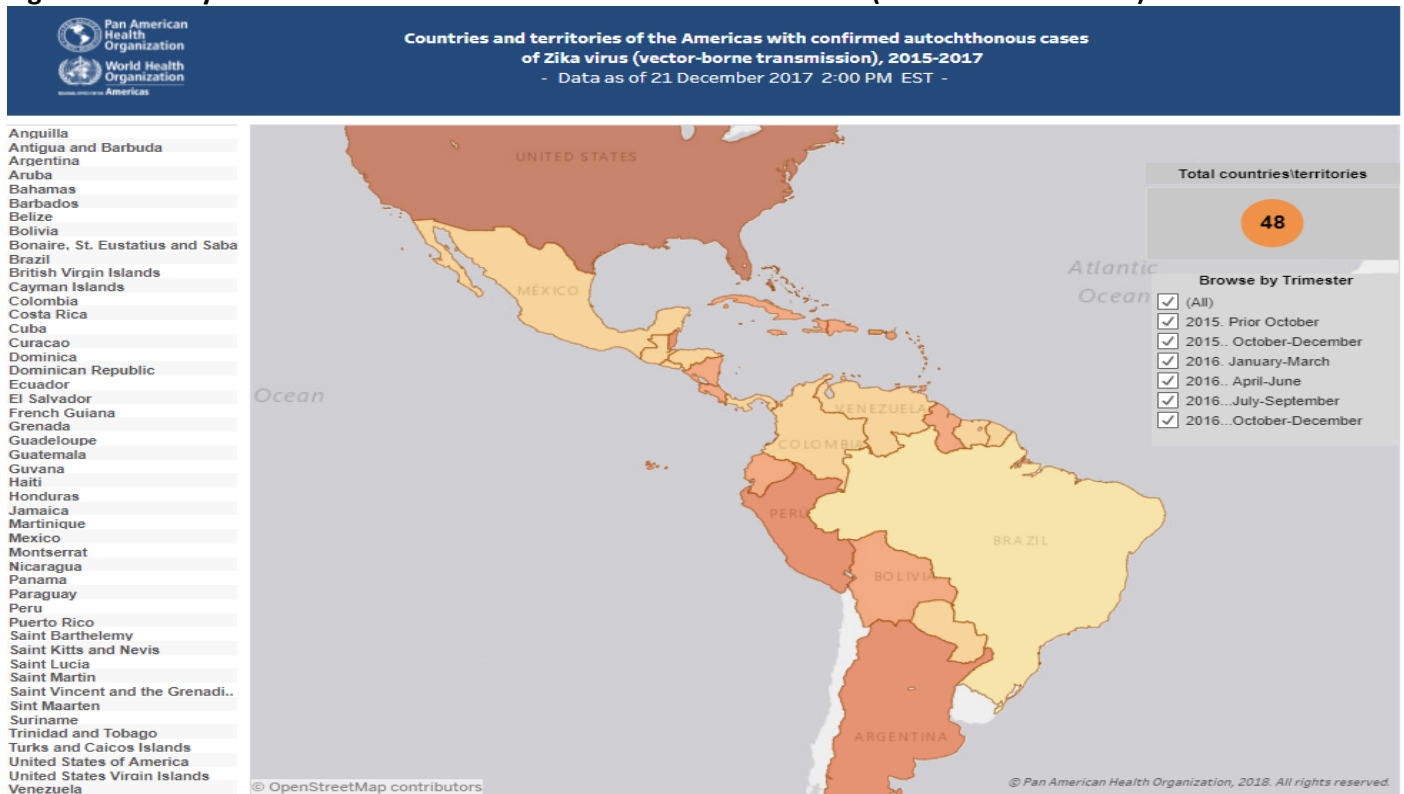 Pan American
Health
Organization
World Health
Organization
Americas
Countries and territories of the Americas with confirmed autochthonous cases
of Zika virus (vector-borne transmission), 2015-2017
- Data as of 21 December 2017 2:00 PM EST -
Anguilla
Antigua and Barbuda
Argentina
Aruba
Bahamas
Barbados
Belize
Bolivia
Bonaire, St. Eustatius and Saba
Brazil
British Virgin Islands
Cayman Islands
Colombia
Costa Rica
Cuba
Curacao
Dominica
Dominican Republic
Ecuador
El Salvador
French Guiana
Grenada
Guadeloupe
Guatemala
Guyana
Haiti
Honduras
Jamaica
Martinique
Mexico
Montserrat
Nicaragua
Panama
Paraguay
Peru
Puerto Rico
Saint Barthelemy
Saint Kitts and Nevis
Saint Lucia
Saint Martin
Saint Vincent and the Grenadi..
Sint Maarten
Suriname
Trinidad and Tobago
Turks and Caicos Islands
United States of America
United States Virgin Islands
Venezuela
UNITED STATES
MÉXICO
Ocean
Atlantic
Ocean
VENEZUELA
COLOMBIA
PERÚ
BRAZIL
BOLIVIA
ARGENTINA
Total countries\territories
48
Browse by Trimester
(All)
2015. Prior October
2015.. October-December
2016. January-March
2016.. April-June
2016...July-September
2016...October-December
© OpenStreetMap contributors
© Pan American Health Organization, 2018. All rights reserved.